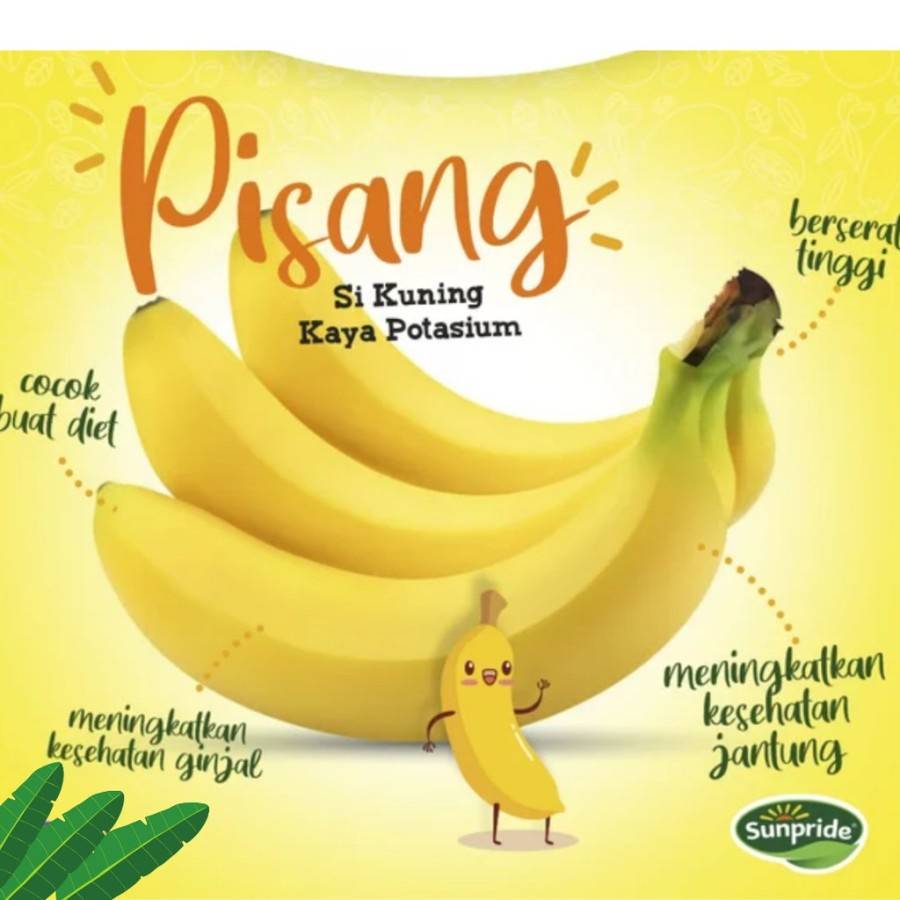 Pisang
Si Kuning
Kaya Potasium
berserat
tinggi
cocok
buat diet
meningkatkan
kesehatan ginjal
meningkatkan
kesehatan
jantung
Sunpride